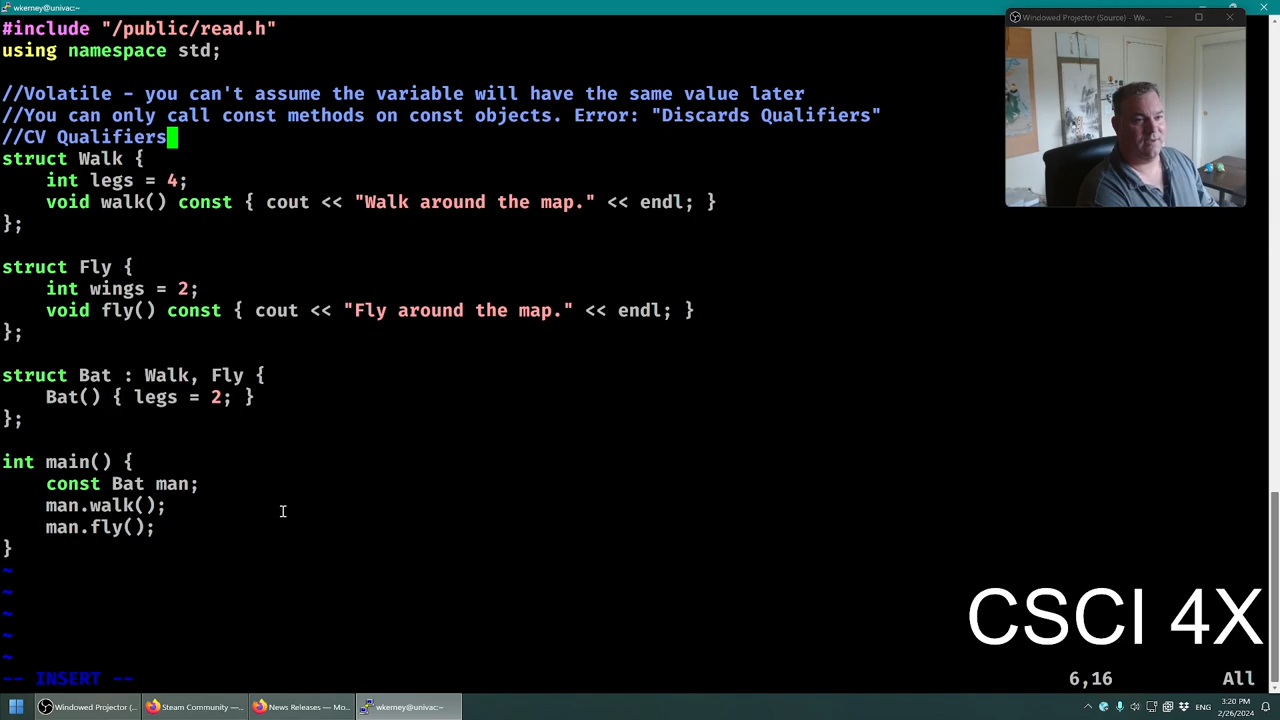 wkerney@univac:~
#include "/public/read.h"
using namespace std;
//Volatile - you can't assume the variable will have the same value later
//You can only call const methods on const objects. Error: "Discards Qualifiers"
//CV Qualifiers
struct Walk {
    int legs = 4;
    void walk() const { cout << "Walk around the map." << endl; }
};
struct Fly {
    int wings = 2;
    void fly() const { cout << "Fly around the map." << endl; }
};
struct Bat : Walk, Fly {
    Bat() { legs = 2; }
};
int main() {
    const Bat man;
    man.walk();
    man.fly();
}
~
~
~
~
~
-- INSERT --
6,16
All
Windowed Projector (Source) - We...
CSCI 4X
Windowed Projector (...
Steam Community —...
News Releases — Mo...
wkerney@univac:~
ENG
3:20 PM
2/26/2024